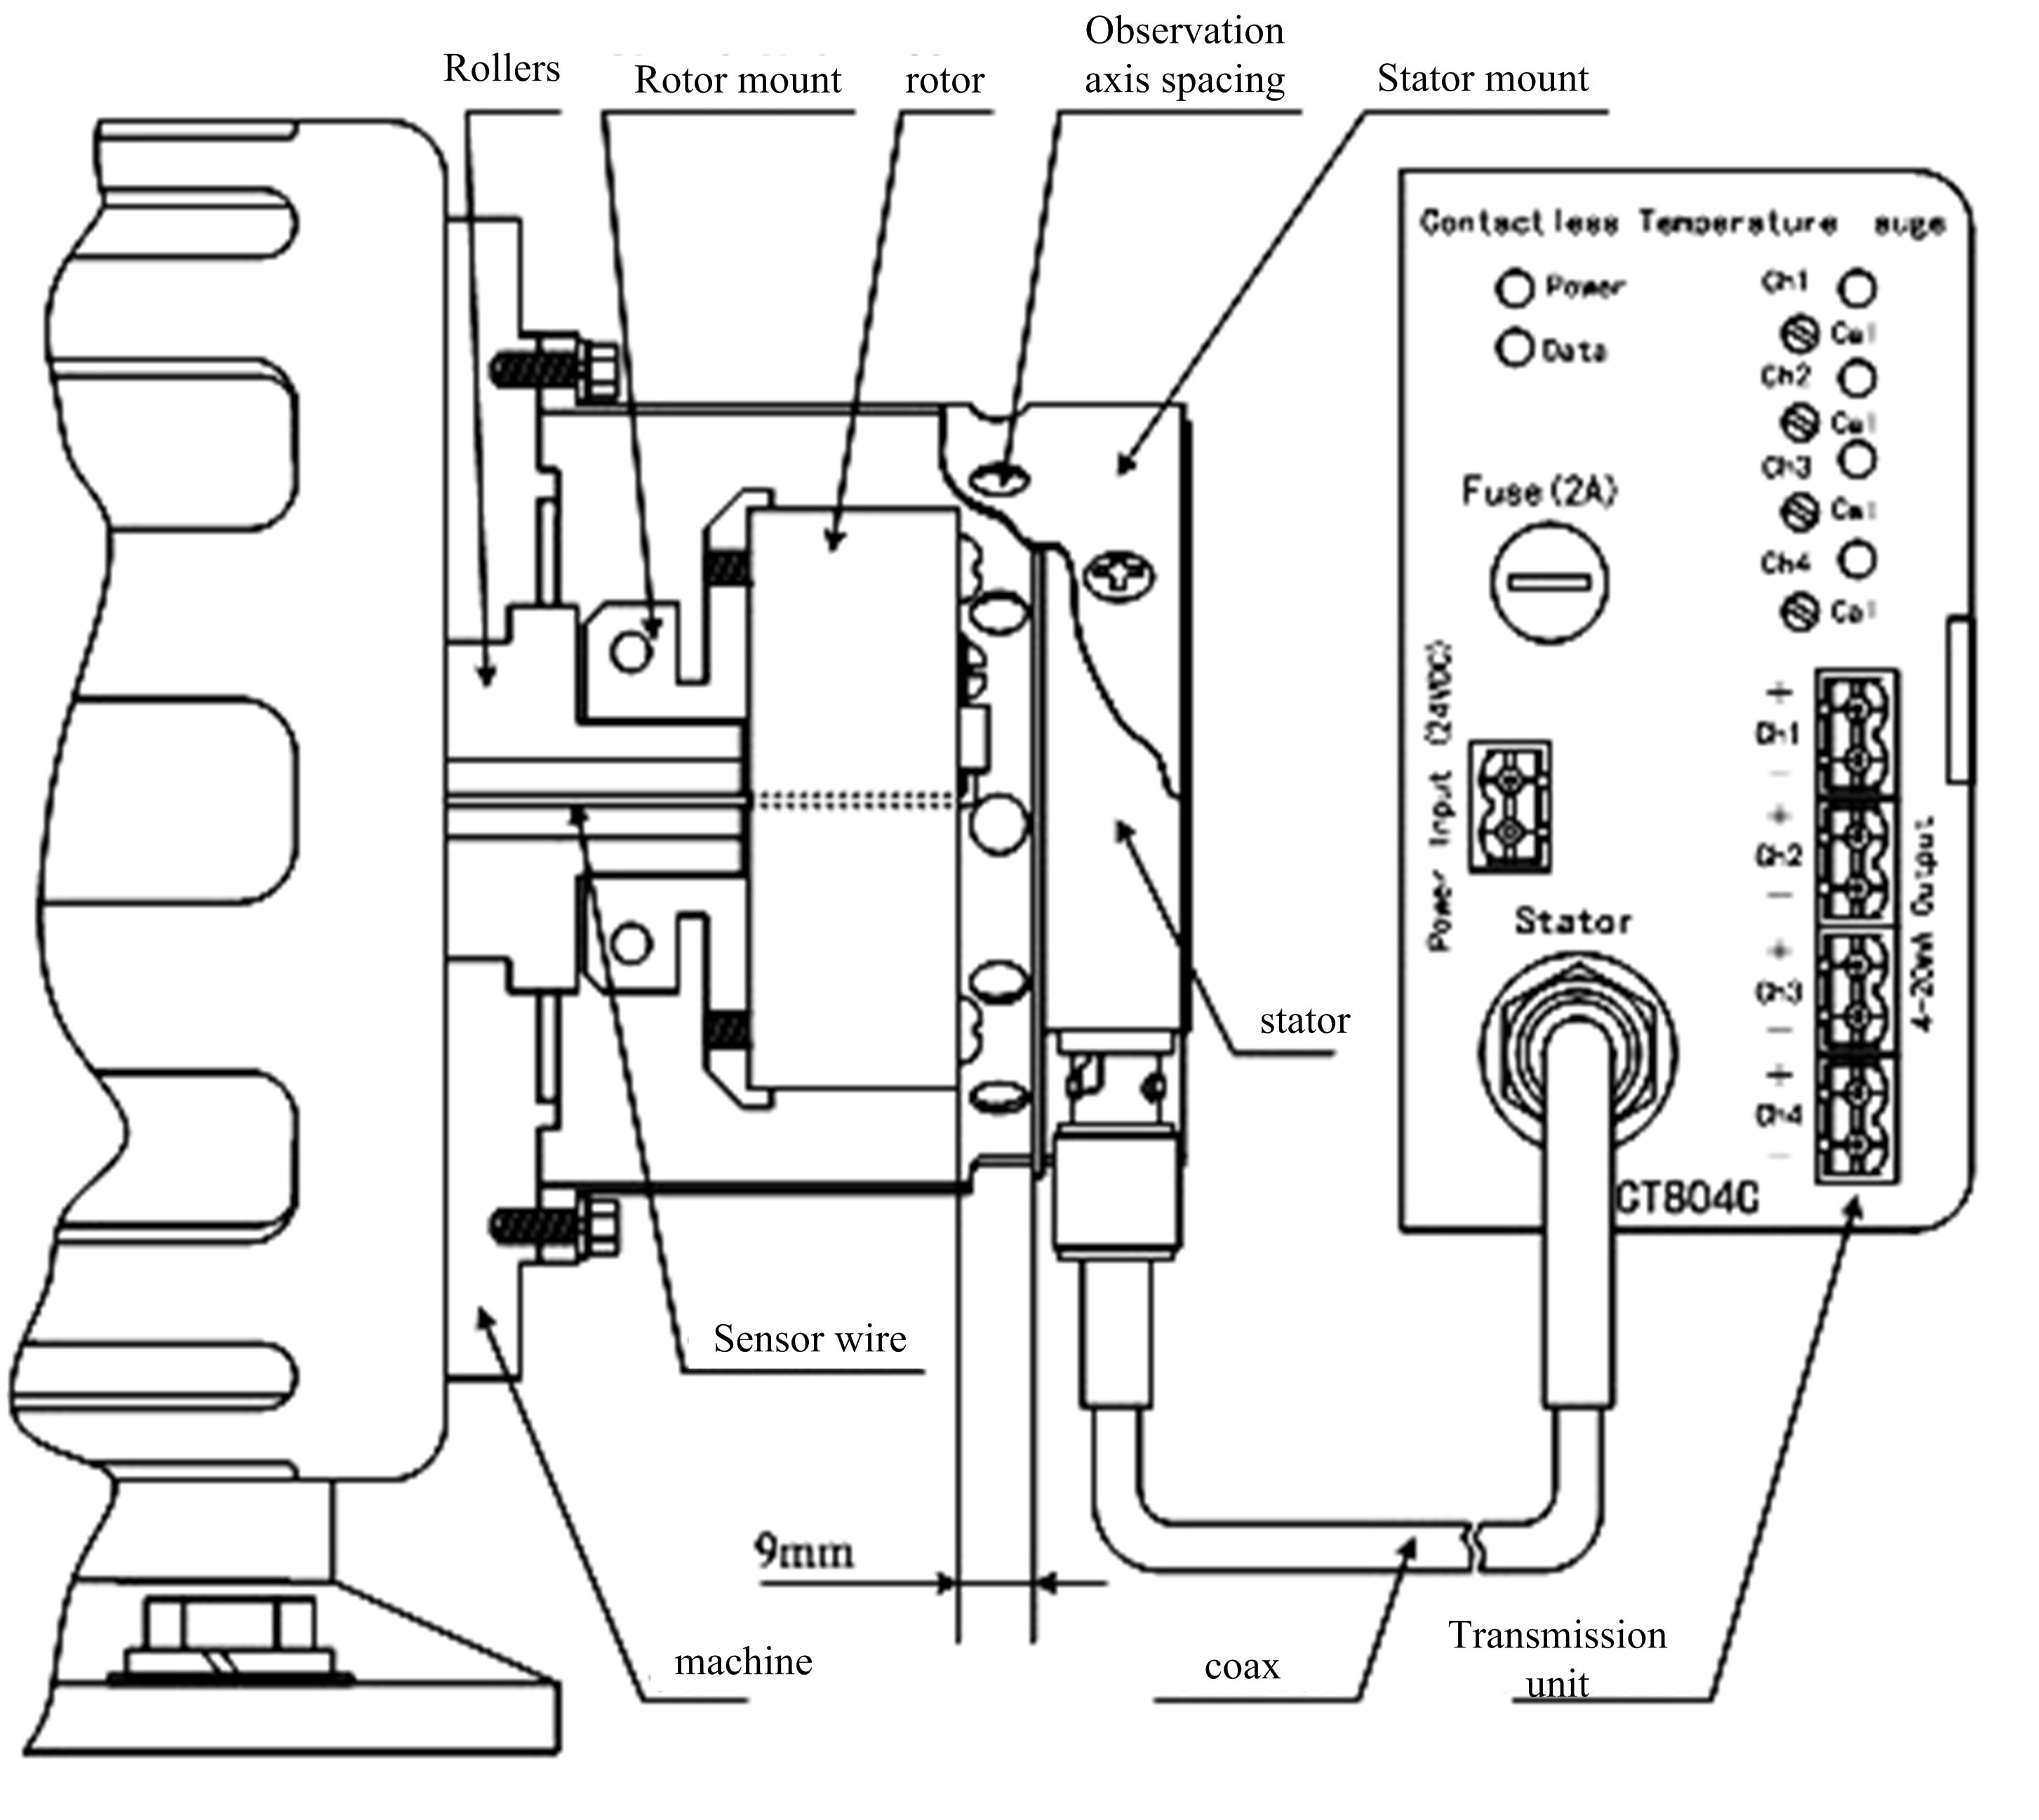 Observation
Rollers
Rotor mount
rotor
axis spacing
Stator mount
Contactless Temperature auge
Power
Ch1
Cal
Data
Ch2
Cal
Ch3
Fuse(2A)
Cal
Ch4
Cal
Power Input (24VDC)
+
Ch1
−
+
Ch2
−
4-20mA Output
Stator
+
Ch3
−
stator
+
Ch4
−
CT804C
Sensor wire
9mm
machine
coax
Transmission
unit